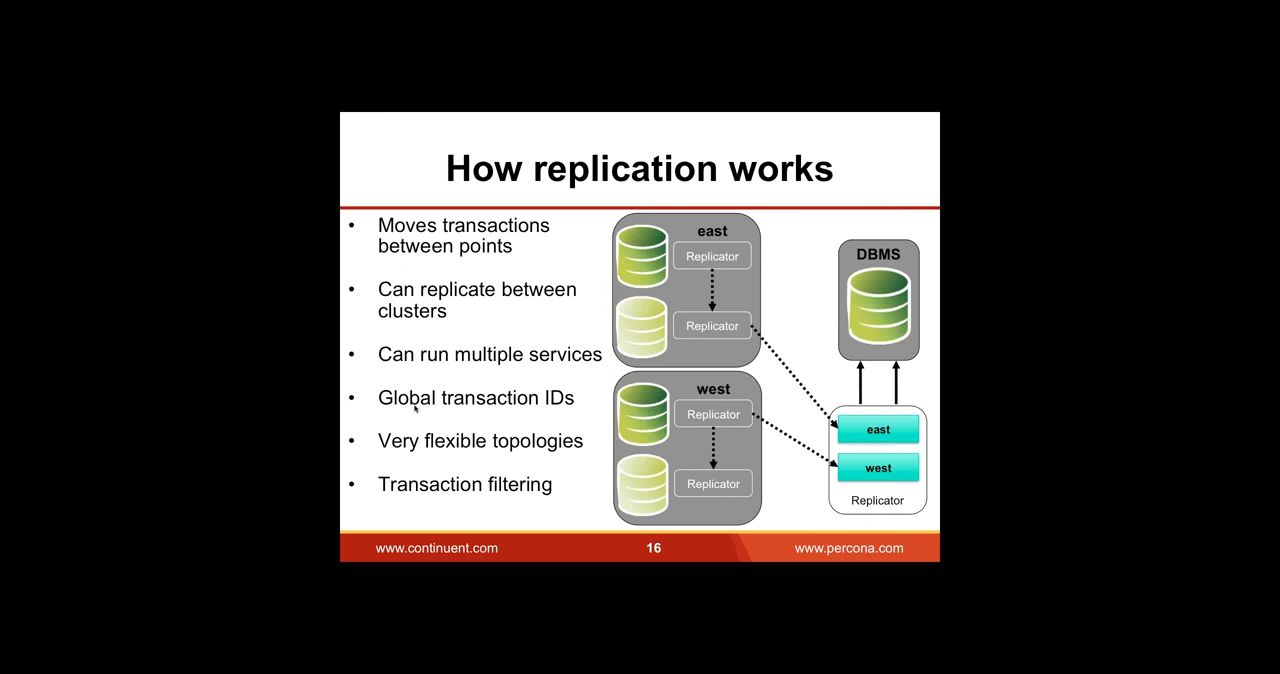 How replication works
• Moves transactions
between points
• Can replicate between
clusters
• Can run multiple services
• Global transaction IDs
• Very flexible topologies
• Transaction filtering
east
Replicator
Replicator
west
Replicator
Replicator
DBMS
east
west
Replicator
www.continuent.com
16
www.percona.com